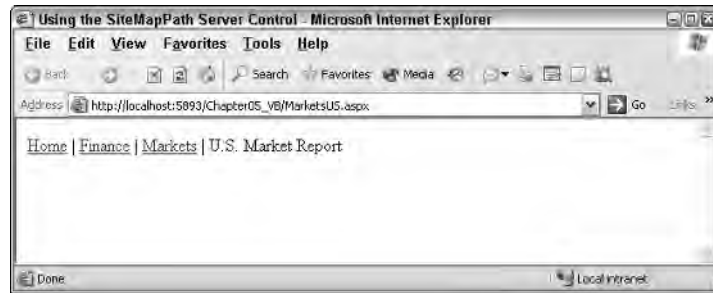 Using the SiteMapPath Server Control - Microsoft Internet Explorer
File Edit View Favorites Tools Help
Back Search Favorites Media
Address http://localhost:5893/Chapter05_VB/MarketsUS.aspx Go Links »
Home | Finance | Markets | U.S. Market Report
Done Local intranet